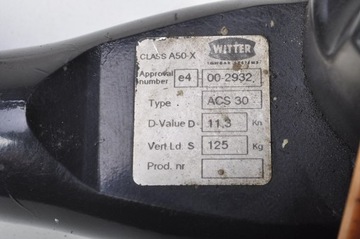 CLASS A50-X
WITTER
TOWBAR SYSTEMS
Approval number e4 00-2932
Type ACS 30
D-Value D 11,3 Kn
Vert Ld S 125 Kg
Prod. nr